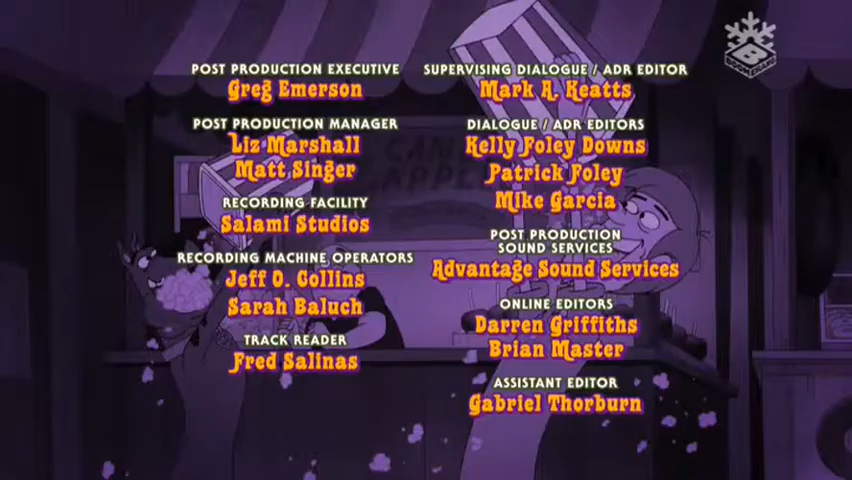 POST PRODUCTION EXECUTIVE
Greg Emerson
POST PRODUCTION MANAGER
Liz Marshall
Matt Singer
RECORDING FACILITY
Salami Studios
RECORDING MACHINE OPERATORS
Jeff O. Collins
Sarah Baluch
TRACK READER
Fred Salinas
SUPERVISING DIALOGUE / ADR EDITOR
Mark A. Keatts
DIALOGUE / ADR EDITORS
Kelly Foley Downs
Patrick Foley
Mike Garcia
POST PRODUCTION
SOUND SERVICES
Advantage Sound Services
ONLINE EDITORS
Darren Griffiths
Brian Master
ASSISTANT EDITOR
Gabriel Thorburn
BOOMERANG